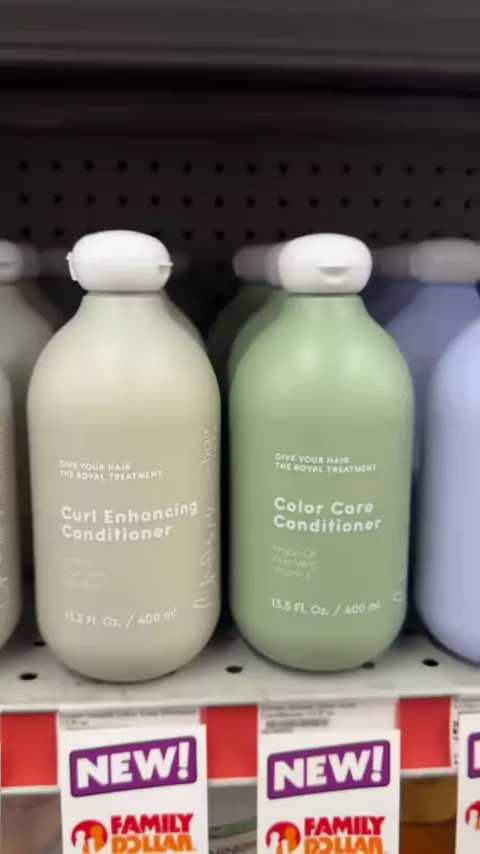 GIVE YOUR HAIR
THE ROYAL TREATMENT
Curl Enhancing
Conditioner
13.5 Fl. Oz. / 400 ml
GIVE YOUR HAIR
THE ROYAL TREATMENT
Color Care
Conditioner
Argan Oil
Aloe Vera
Vitamin E
13.5 Fl. Oz. / 400 ml
NEW!
FAMILY
DOLLAR
NEW!
FAMILY
DOLLAR